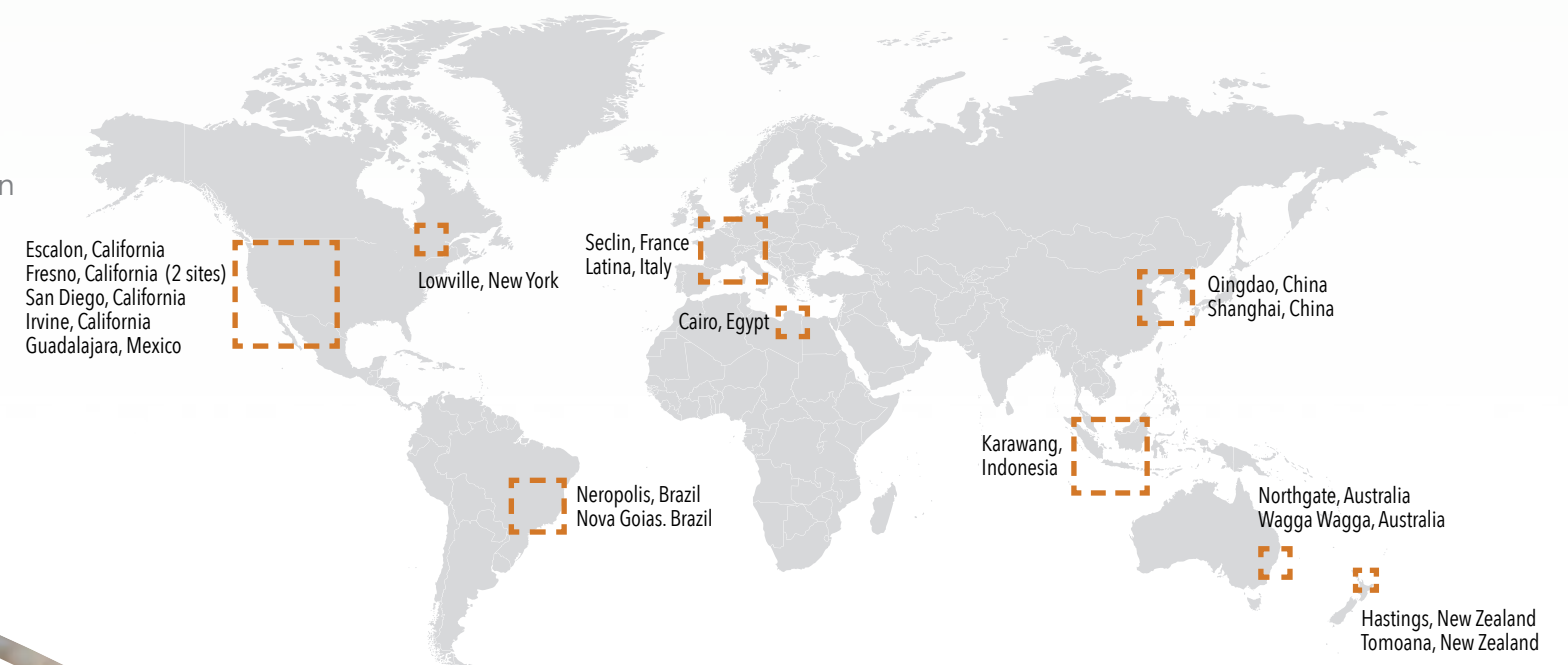 n
Escalon, California
Fresno, California (2 sites)
San Diego, California
Irvine, California
Guadalajara, Mexico
Lowville, New York
Seclin, France
Latina, Italy
Cairo, Egypt
Qingdao, China
Shanghai, China
Neropolis, Brazil
Nova Goias. Brazil
Karawang,
Indonesia
Northgate, Australia
Wagga Wagga, Australia
Hastings, New Zealand
Tomoana, New Zealand